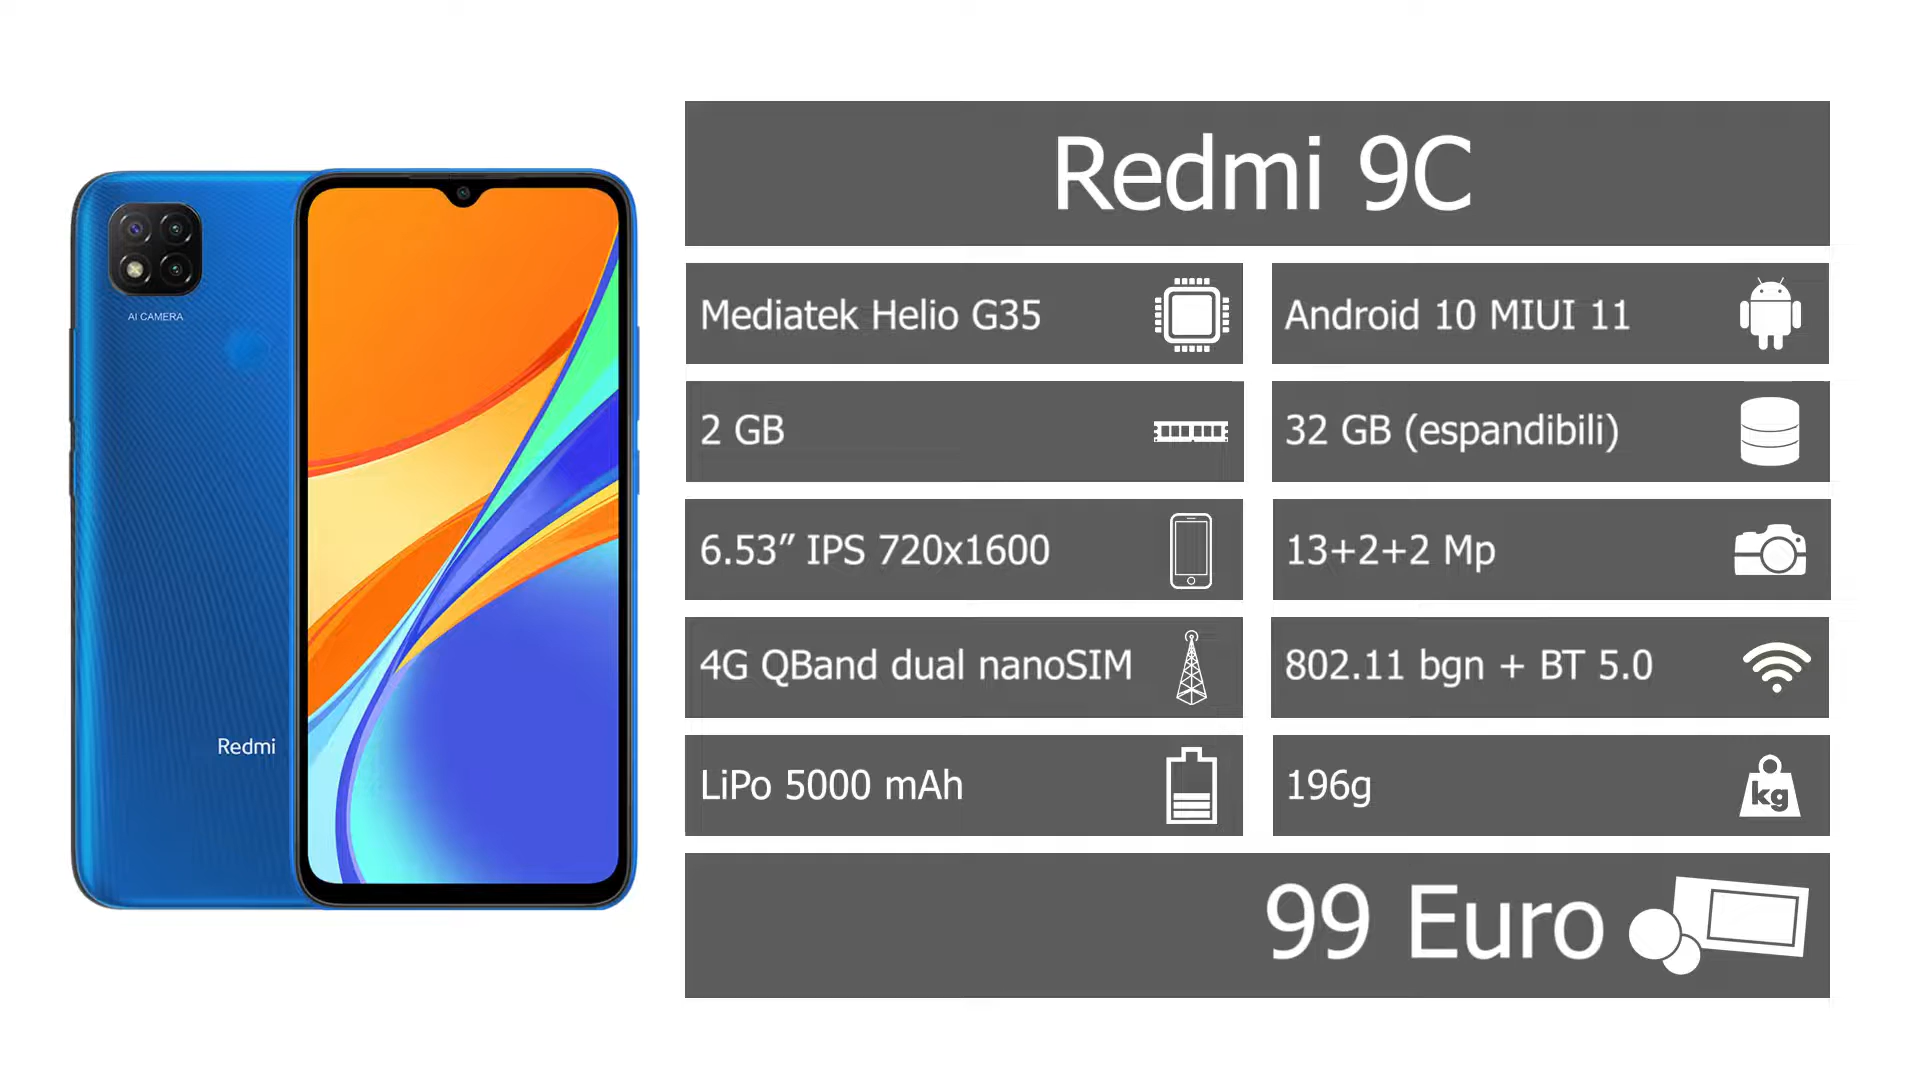 Redmi 9C
Mediatek Helio G35
Android 10 MIUI 11
2 GB
32 GB (espandibili)
6.53” IPS 720x1600
13+2+2 Mp
4G QBand dual nanoSIM
802.11 bgn + BT 5.0
LiPo 5000 mAh
196g
kg
99 Euro
AI CAMERA
Redmi